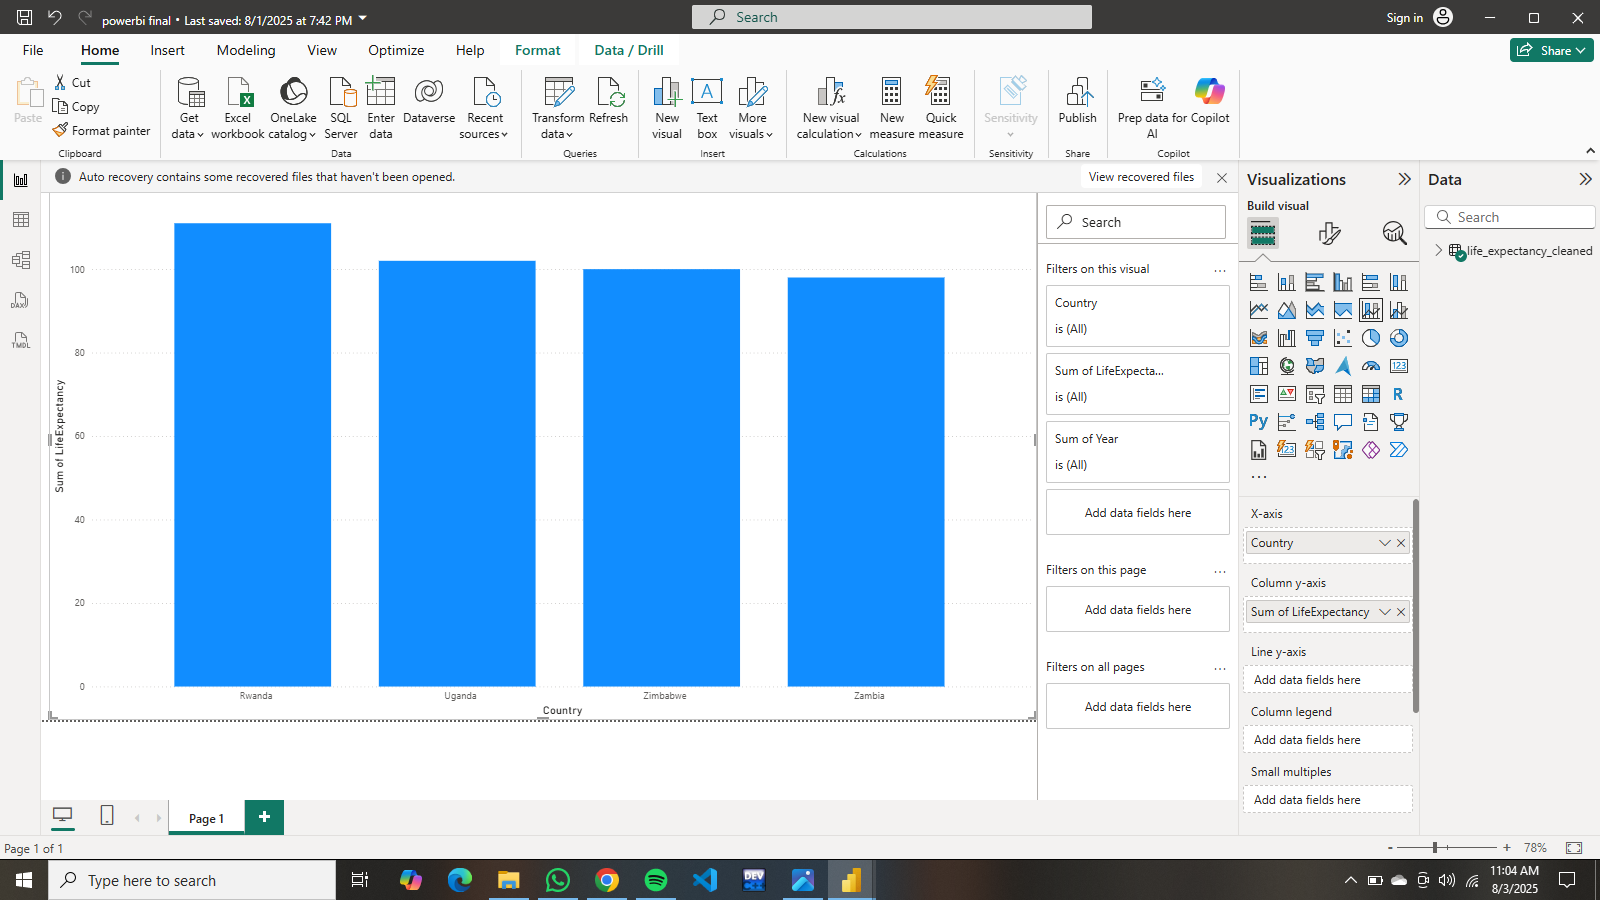 powerbi final • Last saved: 8/1/2025 at 7:42 PM
Search
Sign in
File
Home
Insert
Modeling
View
Optimize
Help
Format
Data / Drill
Share
Paste
Cut
Copy
Format painter
Clipboard
Get data
Excel workbook
OneLake catalog
SQL Server
Enter data
Dataverse
Recent sources
Data
Transform data
Refresh
Queries
New visual
Text box
More visuals
Insert
New visual calculation
New measure
Quick measure
Calculations
Sensitivity
Sensitivity
Publish
Share
Prep data for AI
Copilot
Copilot
Auto recovery contains some recovered files that haven't been opened.
View recovered files
Sum of LifeExpectancy
100
80
60
40
20
0
Rwanda
Uganda
Zimbabwe
Zambia
Country
Search
Filters on this visual
...
Country
is (All)
Sum of LifeExpecta...
is (All)
Sum of Year
is (All)
Add data fields here
Filters on this page
...
Add data fields here
Filters on all pages
...
Add data fields here
Visualizations
Build visual
123
R
Py
123
...
X-axis
Country
Column y-axis
Sum of LifeExpectancy
Line y-axis
Add data fields here
Column legend
Add data fields here
Small multiples
Add data fields here
Data
Search
life_expectancy_cleaned
DAX
TMDL
Page 1
+
Page 1 of 1
- + 78%
Type here to search
DEV
11:04 AM
8/3/2025